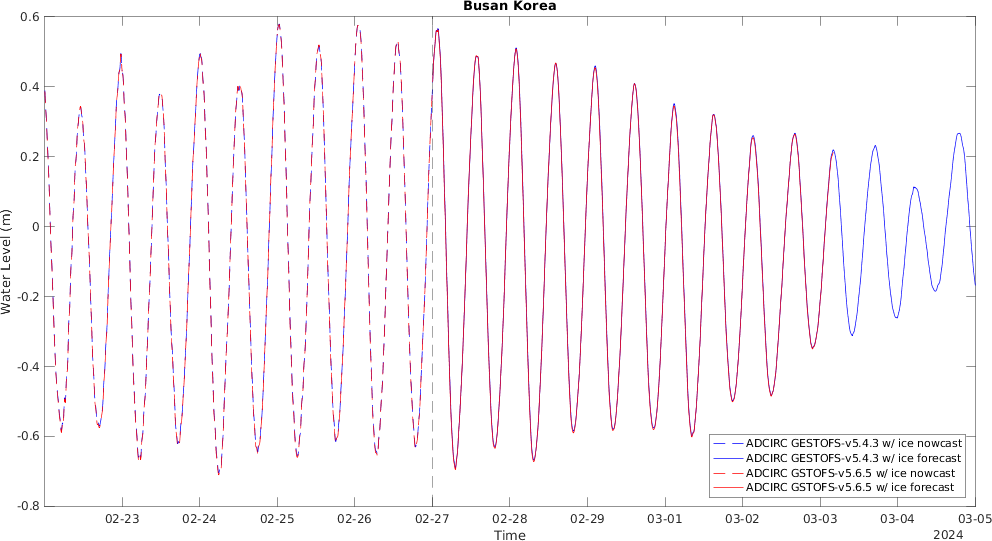 Busan Korea
0.6
0.4
0.2
0
-0.2
-0.4
-0.6
-0.8
Water Level (m)
ADCIRC GESTOFS-v5.4.3 w/ ice nowcast
ADCIRC GESTOFS-v5.4.3 w/ ice forecast
ADCIRC GSTOFS-v5.6.5 w/ ice nowcast
ADCIRC GSTOFS-v5.6.5 w/ ice forecast
02-23 02-24 02-25 02-26 02-27 02-28 02-29 03-01 03-02 03-03 03-04 03-05
Time
2024